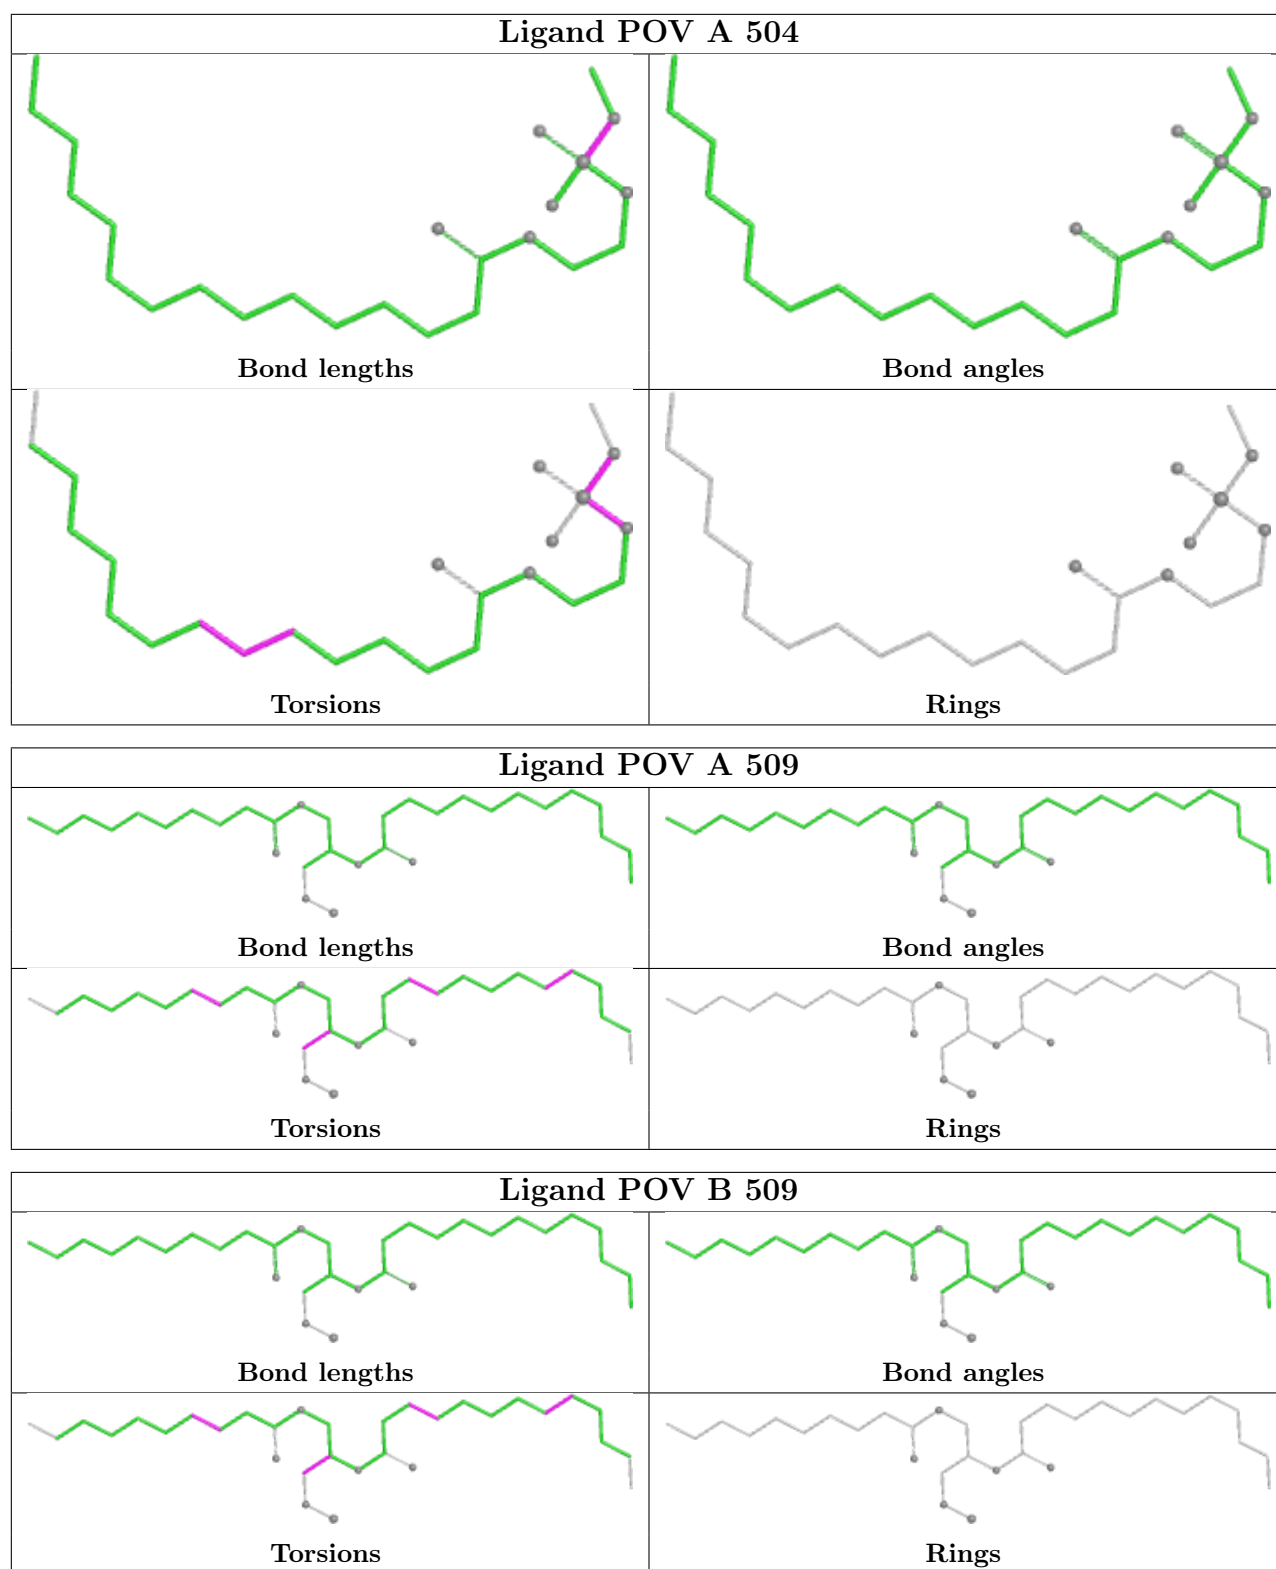 Ligand POV A 504
Bond lengths
Bond angles
Torsions
Rings
Ligand POV A 509
Bond lengths
Bond angles
Torsions
Rings
Ligand POV B 509
Bond lengths
Bond angles
Torsions
Rings